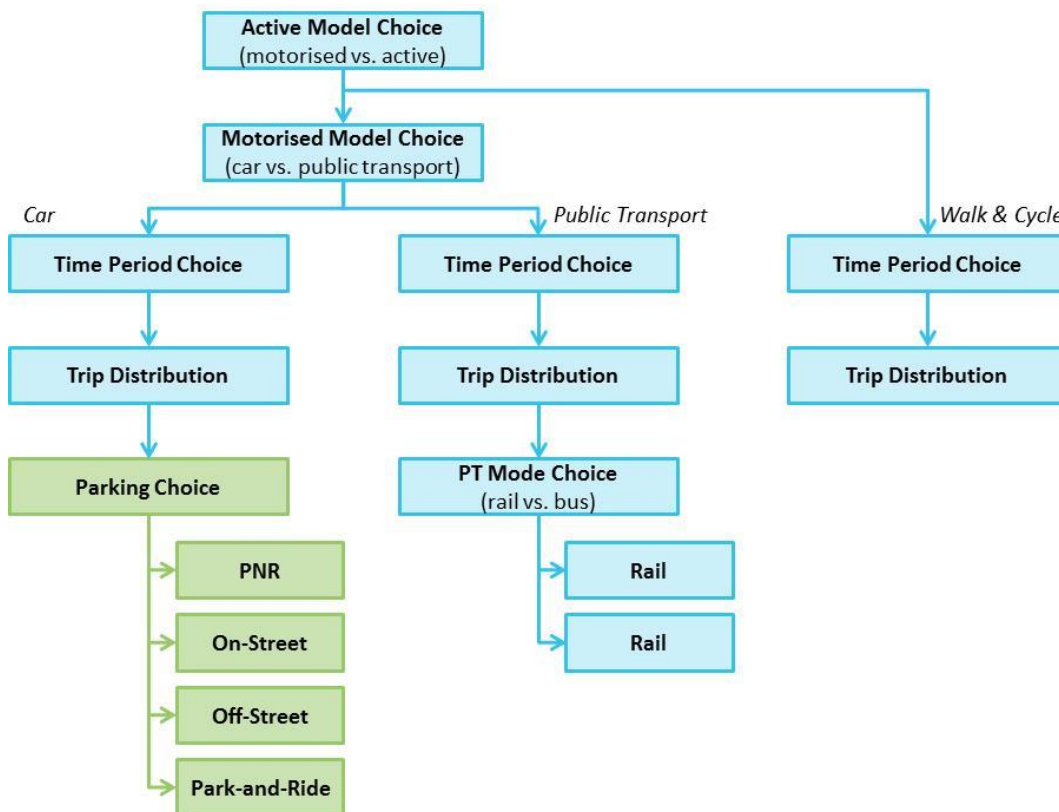 Active Model Choice
(motorised vs. active)
Motorised Model Choice
(car vs. public transport)
Car
Public Transport
Walk & Cycle
Time Period Choice
Time Period Choice
Time Period Choice
Trip Distribution
Trip Distribution
Trip Distribution
Parking Choice
PT Mode Choice
(rail vs. bus)
PNR
Rail
On-Street
Rail
Off-Street
Park-and-Ride